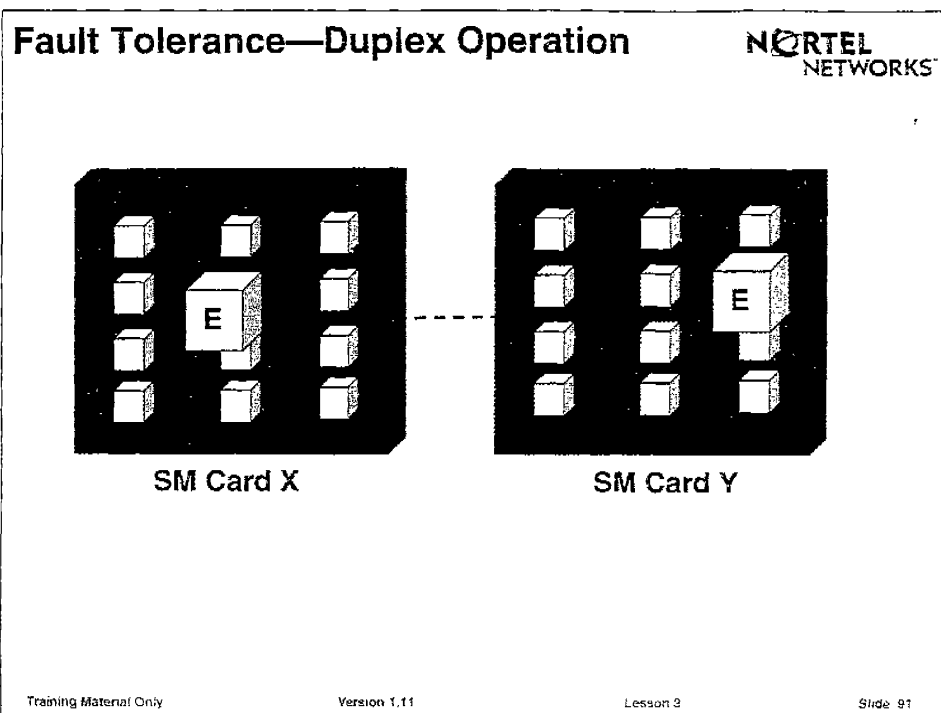 Fault Tolerance—Duplex Operation
NORTEL
NETWORKS
E
E
SM Card X
SM Card Y
Training Material Only Version 1.11 Lesson 3 Slide 91